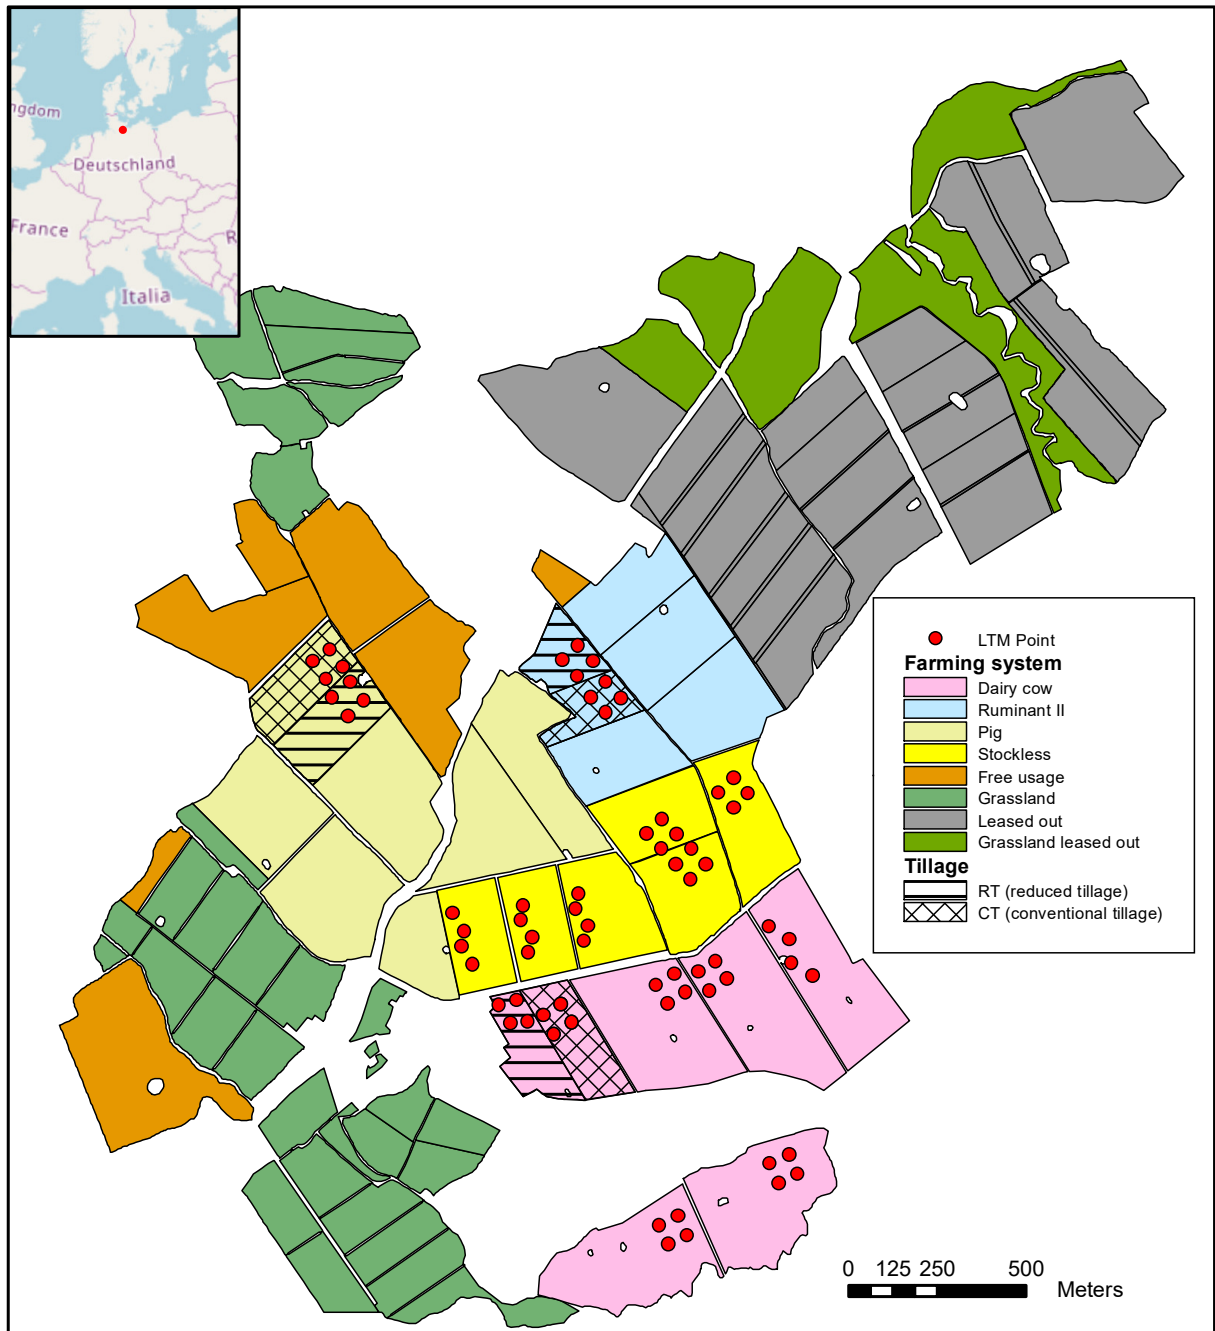 ngdom
Deutschland
France
R
Italia
LTM Point
Farming system
Dairy cow
Ruminant II
Pig
Stockless
Free usage
Grassland
Leased out
Grassland leased out
Tillage
RT (reduced tillage)
CT (conventional tillage)
0 125 250 500
Meters